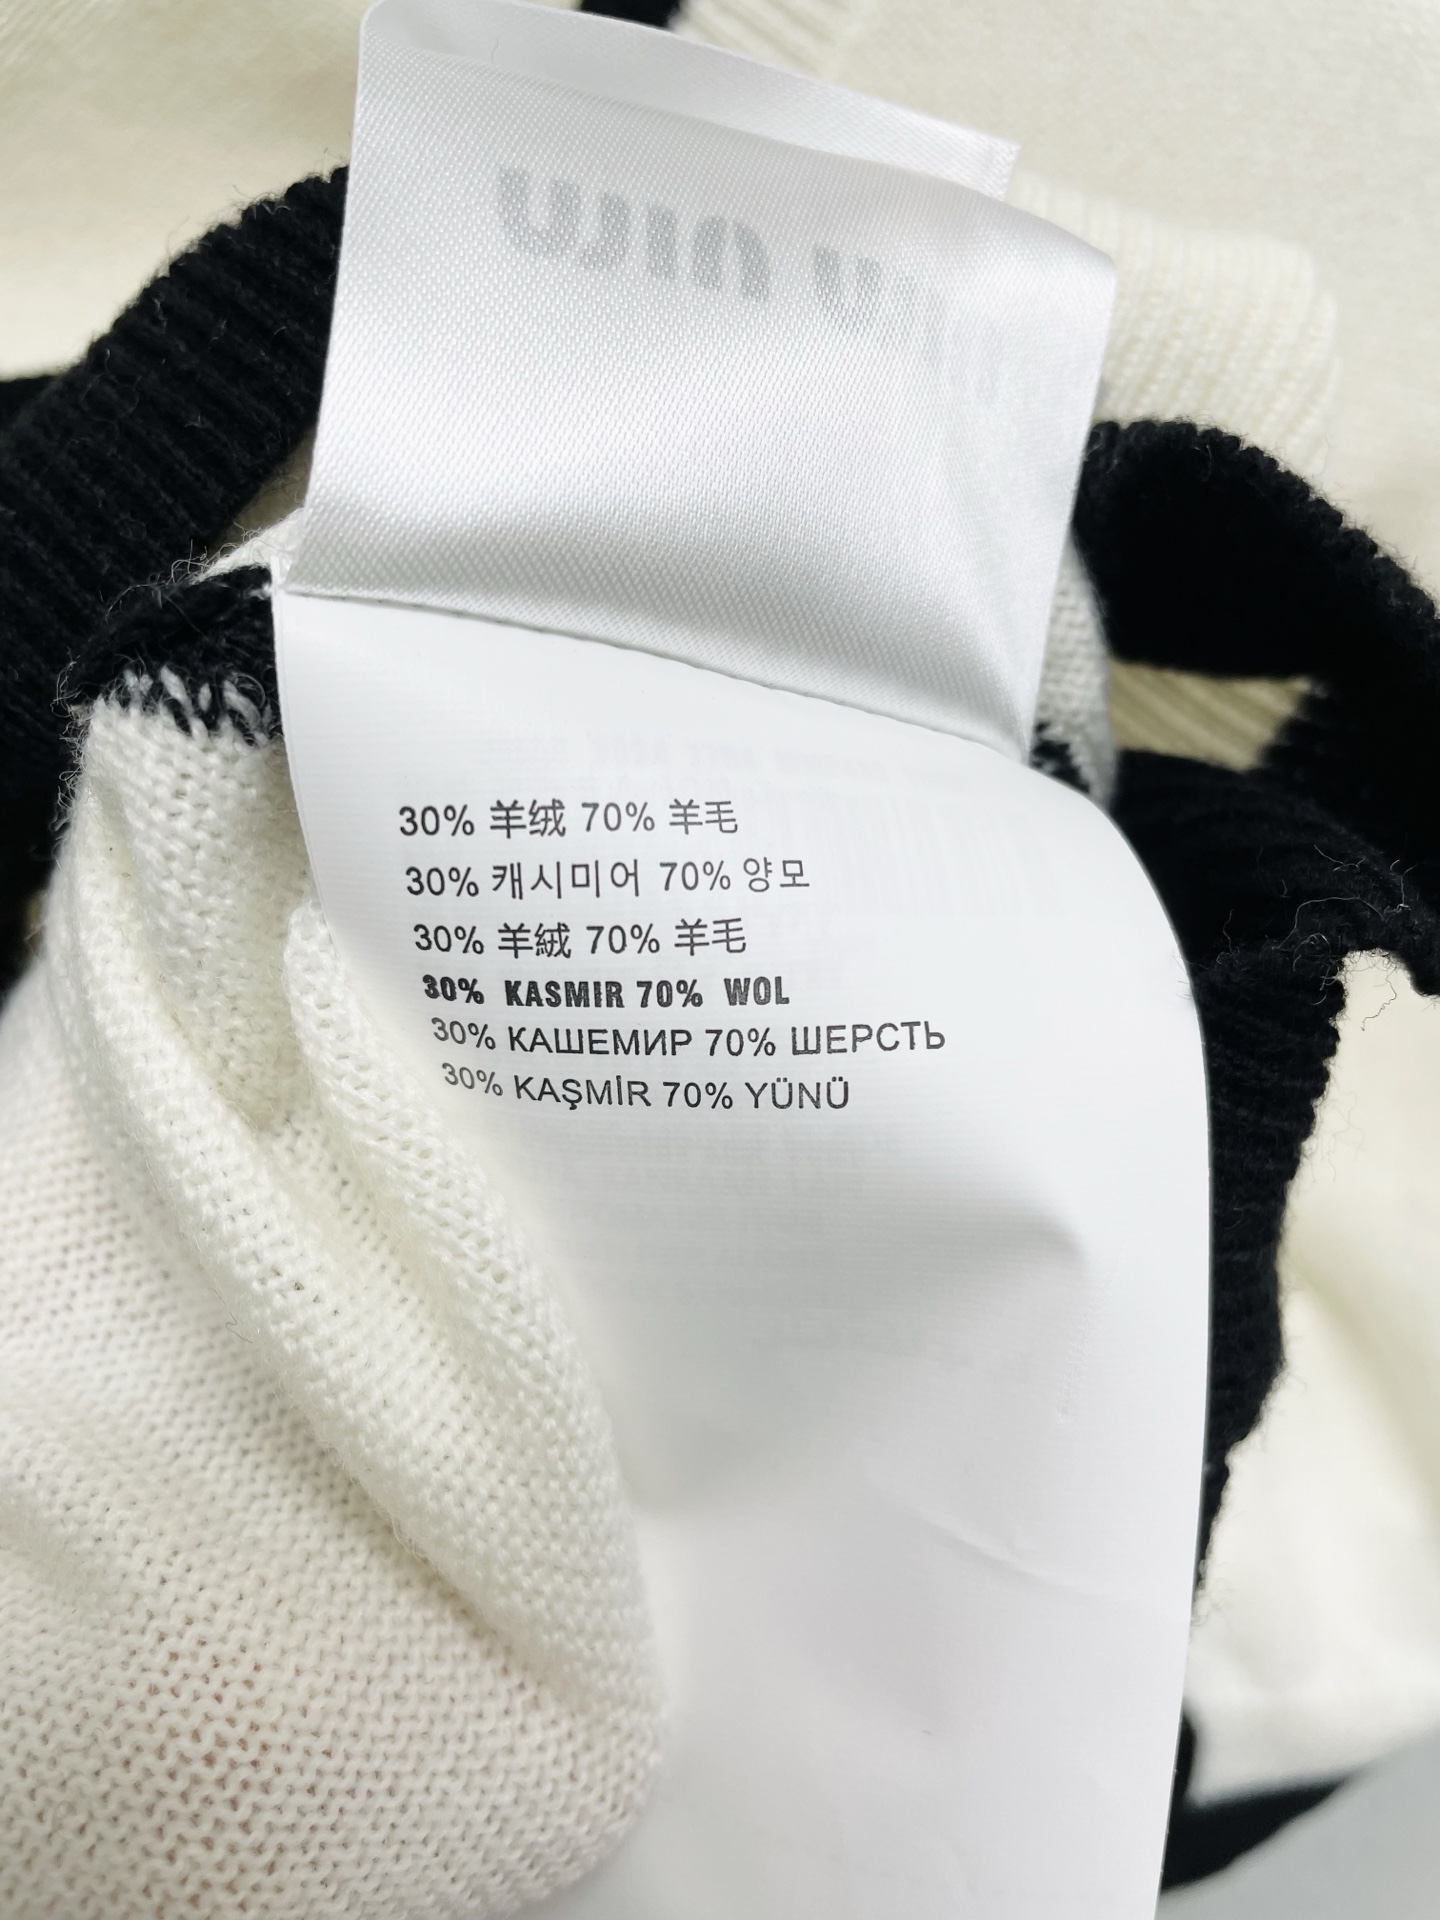 30% 羊绒 70% 羊毛
30% 캐시미어 70% 양모
30% 羊絨 70% 羊毛
30% KASMIR 70% WOL
30% КАШЕМИР 70% ШЕРСТЬ
30% KAŞMİR 70% YÜNÜ